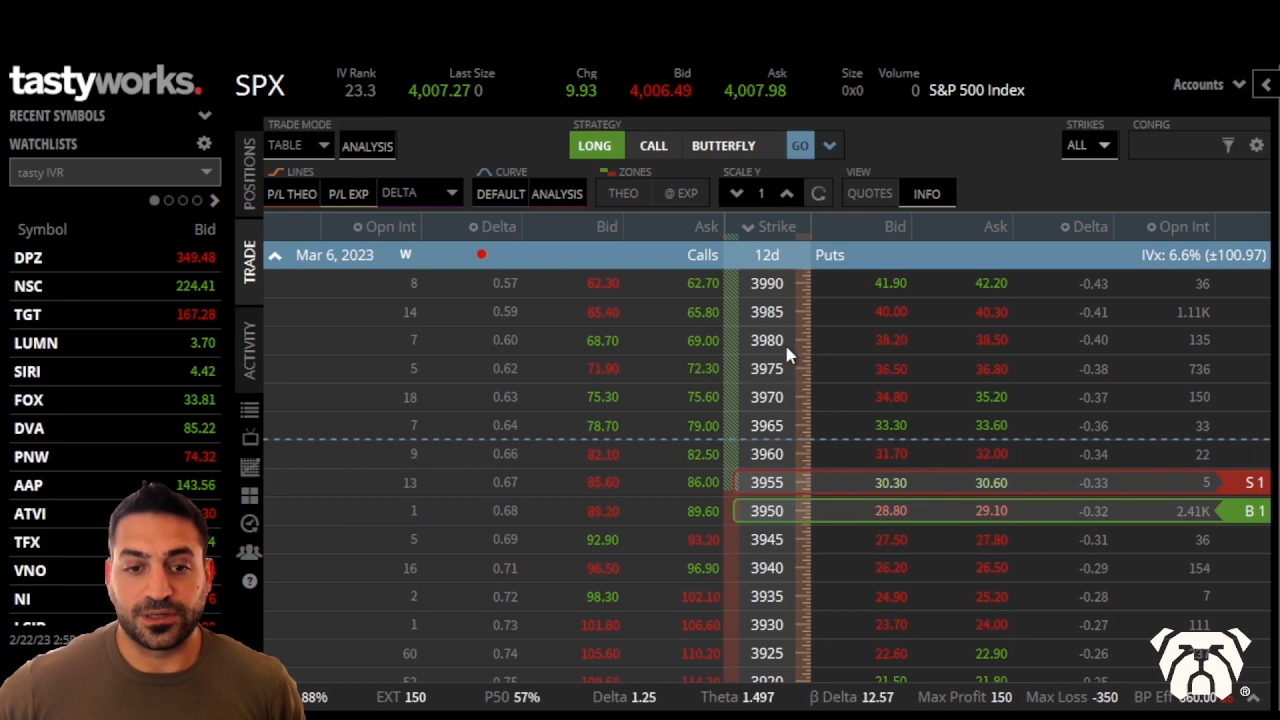 tastyworks.
SPX
IV Rank
23.3
Last Size
4,007.27 0
Chg
9.93
Bid
4,006.49
Ask
4,007.98
Size
0x0
Volume
0
S&P 500 Index
Accounts
RECENT SYMBOLS
WATCHLISTS
tasty IVR
Symbol Bid
DPZ 349.48
NSC 224.41
TGT 167.28
LUMN 3.70
SIRI 4.42
FOX 33.81
DVA 85.22
PNW 74.32
AAP 143.56
ATVI
TFX
VNO
NI
2/22/23
POSITIONS
TRADE
ACTIVITY
TRADE MODE
TABLE ANALYSIS
STRATEGY
LONG CALL BUTTERFLY GO
STRIKES
ALL
CONFIG
LINES
P/L THEO P/L EXP DELTA
CURVE
DEFAULT ANALYSIS
ZONES
THEO @ EXP
SCALE Y
1
VIEW
QUOTES INFO
Opn Int Delta Bid Ask Strike Bid Ask Delta Opn Int
Mar 6, 2023 W Calls 12d Puts IVx: 6.6% (±100.97)
8 0.57 62.30 62.70 3990 41.90 42.20 -0.43 36
14 0.59 65.40 65.80 3985 40.00 40.30 -0.41 1.11K
7 0.60 68.70 69.00 3980 38.20 38.50 -0.40 135
5 0.62 71.90 72.30 3975 36.50 36.80 -0.38 736
18 0.63 75.30 75.60 3970 34.80 35.20 -0.37 150
7 0.64 78.70 79.00 3965 33.30 33.60 -0.36 33
9 0.66 82.10 82.50 3960 31.70 32.00 -0.34 22
13 0.67 85.60 86.00 3955 30.30 30.60 -0.33 5 S 1
1 0.68 89.20 89.60 3950 28.80 29.10 -0.32 2.41K B 1
5 0.69 92.90 93.20 3945 27.50 27.80 -0.31 36
16 0.71 96.50 96.90 3940 26.20 26.50 -0.29 154
2 0.72 98.30 102.10 3935 24.90 25.20 -0.28 7
1 0.73 101.80 106.60 3930 23.70 24.00 -0.27 111
60 0.74 105.60 110.20 3925 22.60 22.90 -0.26
3920 21.50 21.80
88% EXT 150 P50 57% Delta 1.25 Theta 1.497 β Delta 12.57 Max Profit 150 Max Loss -350 BP Eff
®